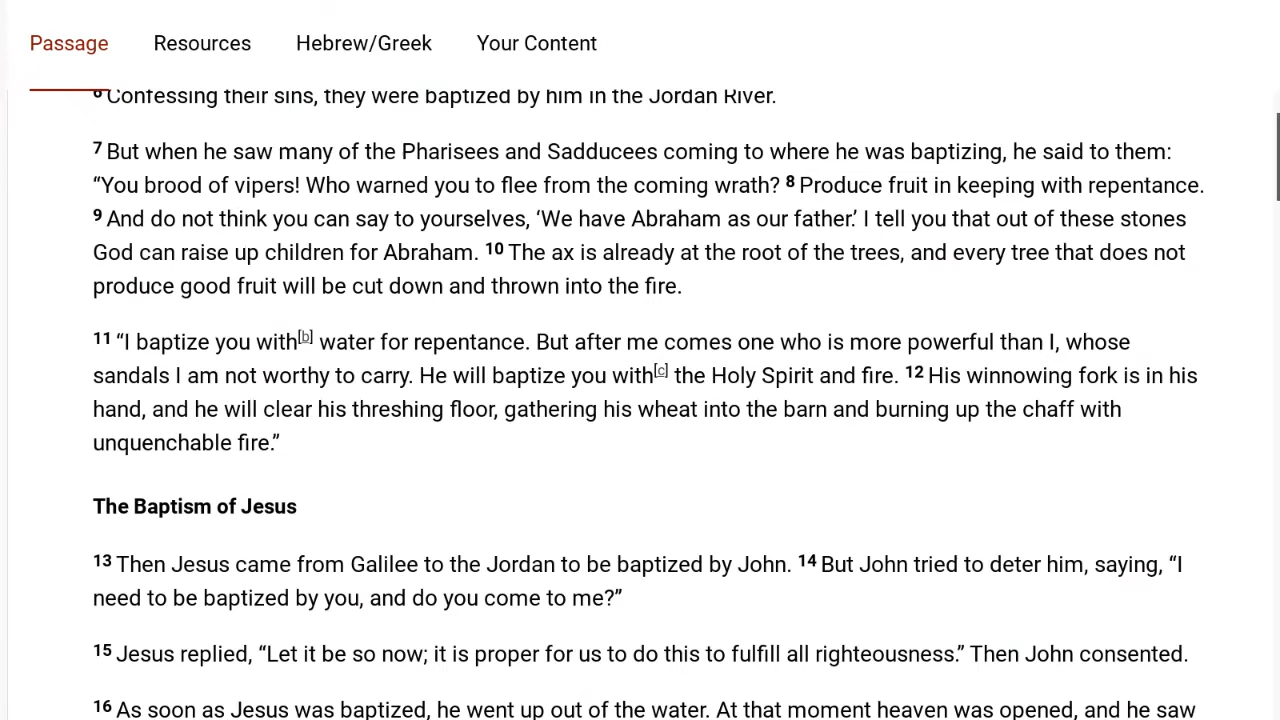 Passage Resources Hebrew/Greek Your Content
6 Confessing their sins, they were baptized by him in the Jordan River.
7 But when he saw many of the Pharisees and Sadducees coming to where he was baptizing, he said to them:
“You brood of vipers! Who warned you to flee from the coming wrath? 8 Produce fruit in keeping with repentance.
9 And do not think you can say to yourselves, ‘We have Abraham as our father.’ I tell you that out of these stones
God can raise up children for Abraham. 10 The ax is already at the root of the trees, and every tree that does not
produce good fruit will be cut down and thrown into the fire.
11 “I baptize you with[b] water for repentance. But after me comes one who is more powerful than I, whose
sandals I am not worthy to carry. He will baptize you with[c] the Holy Spirit and fire. 12 His winnowing fork is in his
hand, and he will clear his threshing floor, gathering his wheat into the barn and burning up the chaff with
unquenchable fire.”
The Baptism of Jesus
13 Then Jesus came from Galilee to the Jordan to be baptized by John. 14 But John tried to deter him, saying, “I
need to be baptized by you, and do you come to me?”
15 Jesus replied, “Let it be so now; it is proper for us to do this to fulfill all righteousness.” Then John consented.
16 As soon as Jesus was baptized, he went up out of the water. At that moment heaven was opened, and he saw